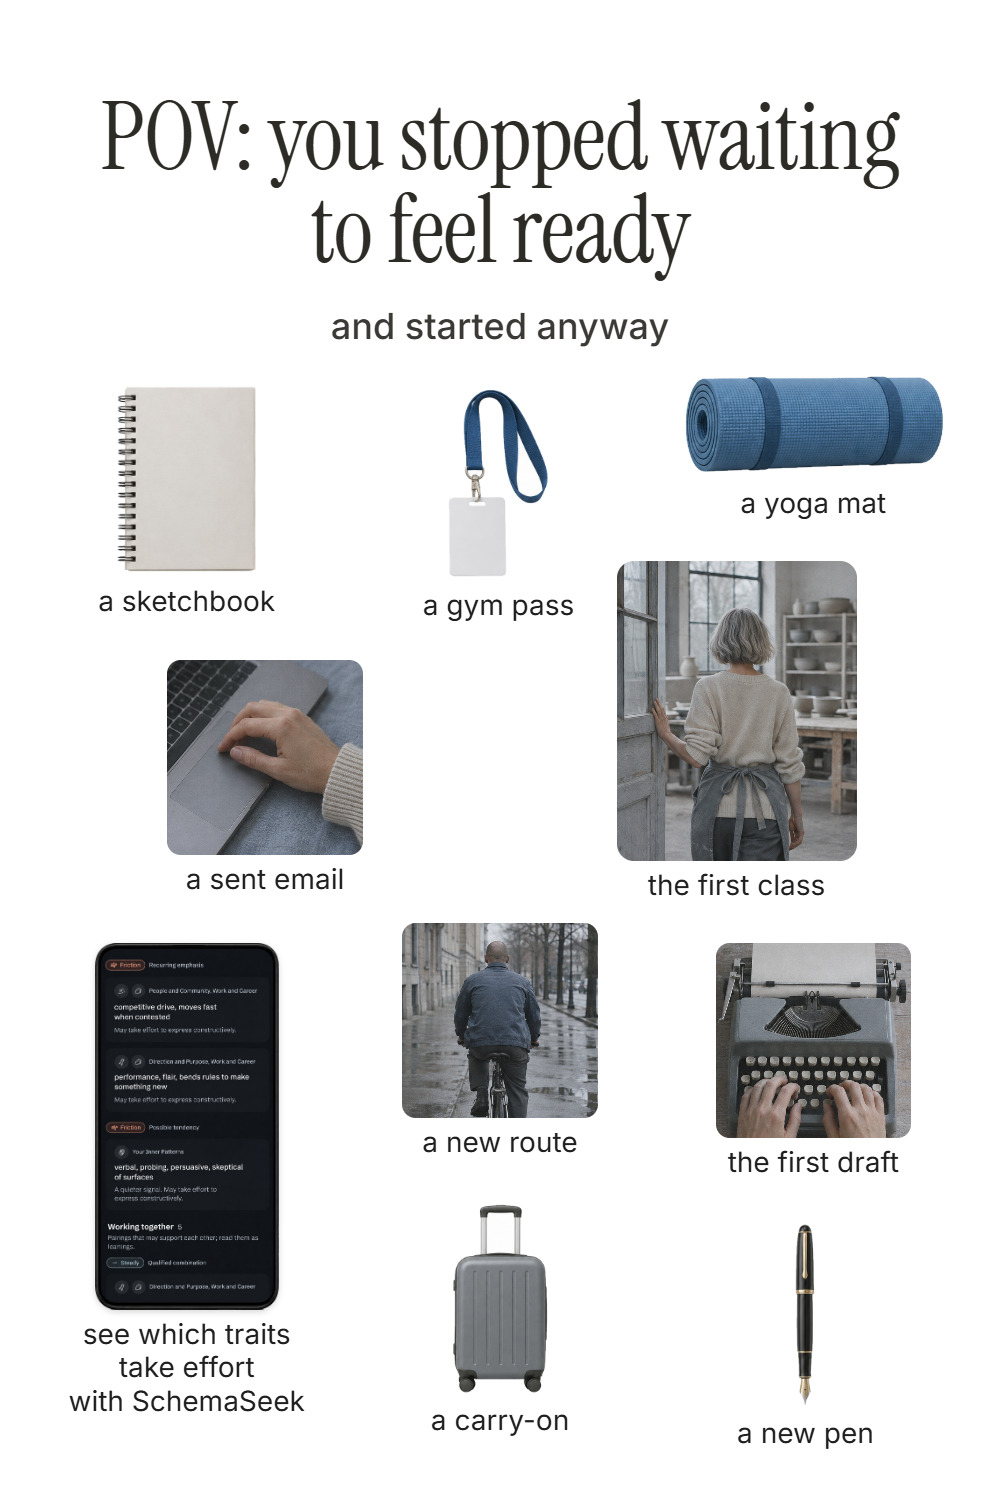 POV: you stopped waiting
to feel ready
and started anyway
a sketchbook
a gym pass
a yoga mat
a sent email
the first class
Friction Recurring emphasis
People and Community, Work and Career
competitive drive, moves fast
when contested
May take effort to express constructively.
Direction and Purpose, Work and Career
performance, flair, bends rules to make
something new
May take effort to express constructively.
Friction Possible tendency
Your Inner Patterns
verbal, probing, persuasive, skeptical
of surfaces
A quieter signal. May take effort to
express constructively.
Working together 5
Pairings that may support each other; read them as
learnings.
Steady Qualified combination
Direction and Purpose, Work and Career
see which traits
take effort
with SchemaSeek
a new route
the first draft
a carry-on
a new pen